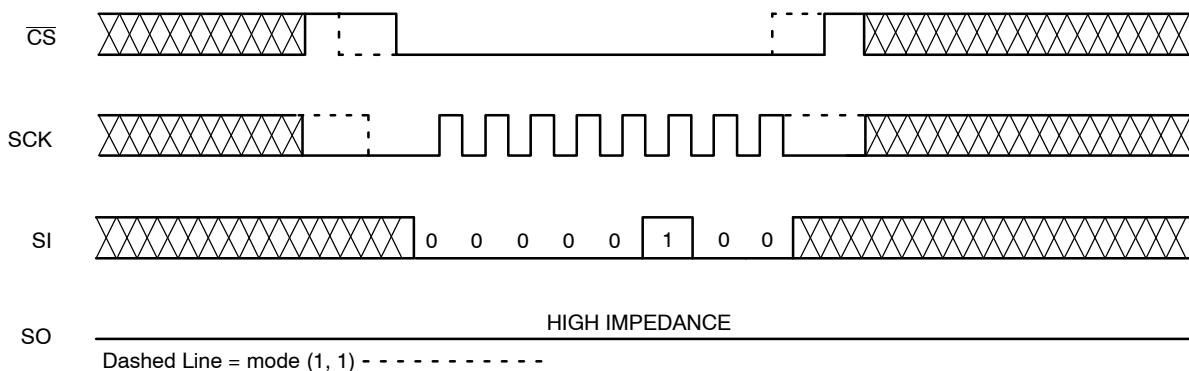 CS
SCK
SI
0 0 0 0 0 1 0 0
HIGH IMPEDANCE
SO
Dashed Line = mode (1, 1) - - - - - - - - - - - - -